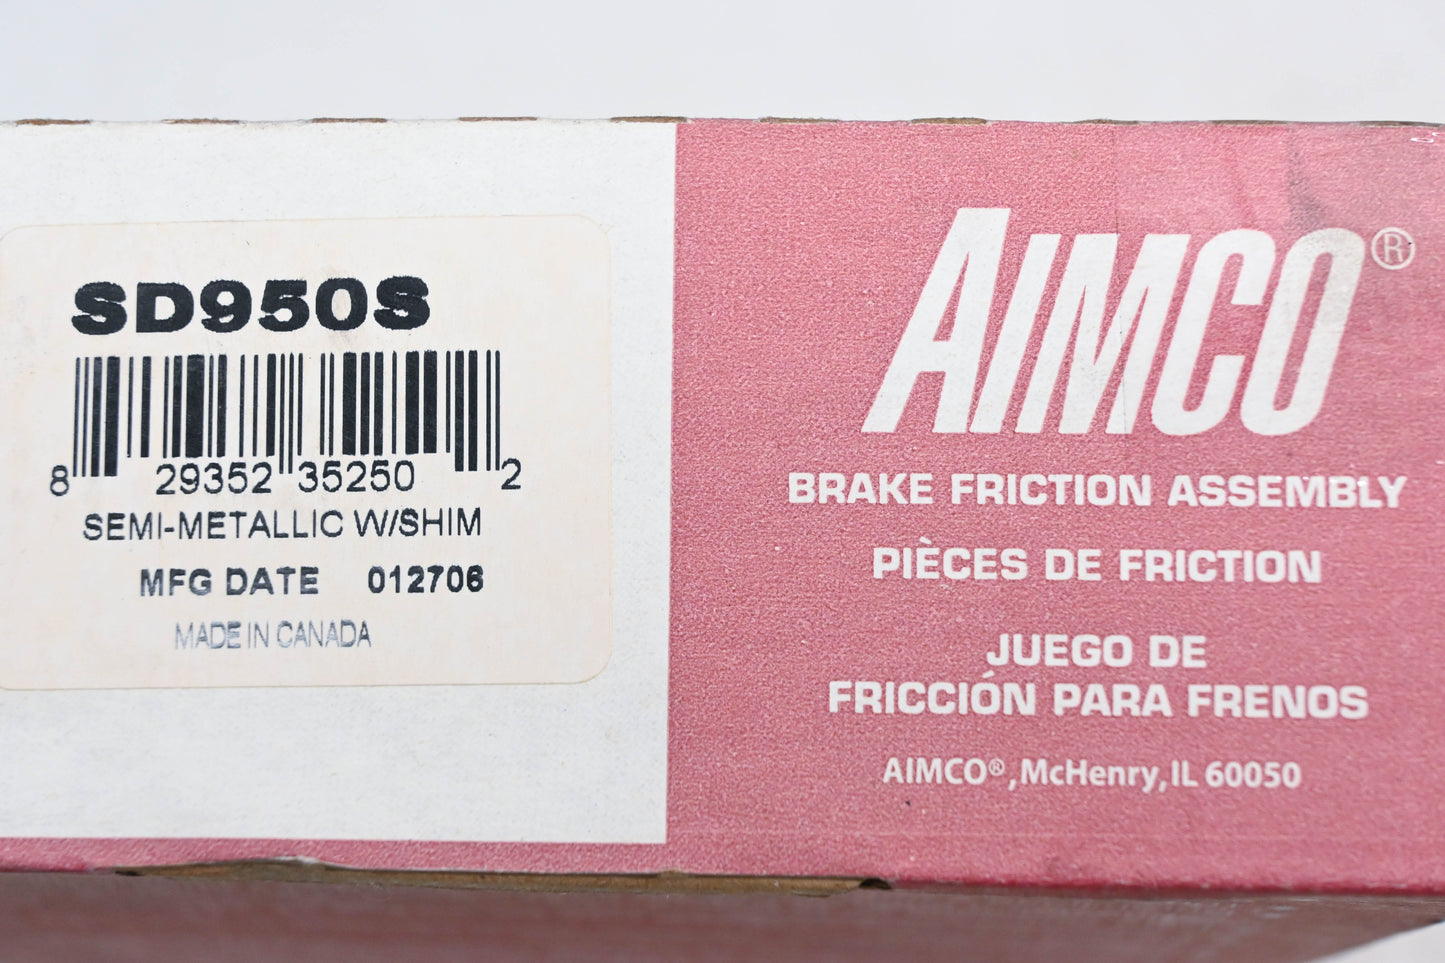 SD950S
8 29352 35250 2
SEMI-METALLIC W/SHIM
MFG DATE 012706
MADE IN CANADA
AIMCO®
BRAKE FRICTION ASSEMBLY
PIÈCES DE FRICTION
JUEGO DE
FRICCIÓN PARA FRENOS
AIMCO®, McHenry, IL 60050